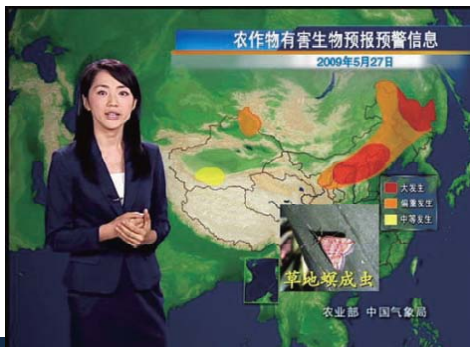 农作物有害生物预报预警信息
2009年5月27日
大发生
偏重发生
中等发生
草地螟成虫
农业部 中国气象局